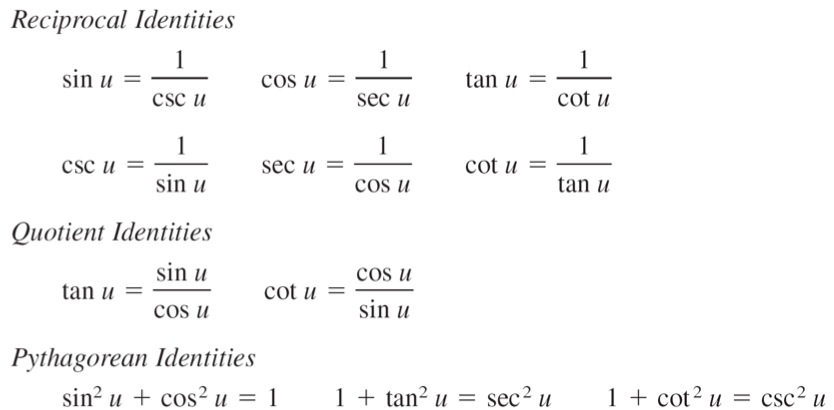 Reciprocal Identities
sin u = 1/csc u cos u = 1/sec u tan u = 1/cot u
csc u = 1/sin u sec u = 1/cos u cot u = 1/tan u
Quotient Identities
tan u = sin u/cos u cot u = cos u/sin u
Pythagorean Identities
sin² u + cos² u = 1 1 + tan² u = sec² u 1 + cot² u = csc² u